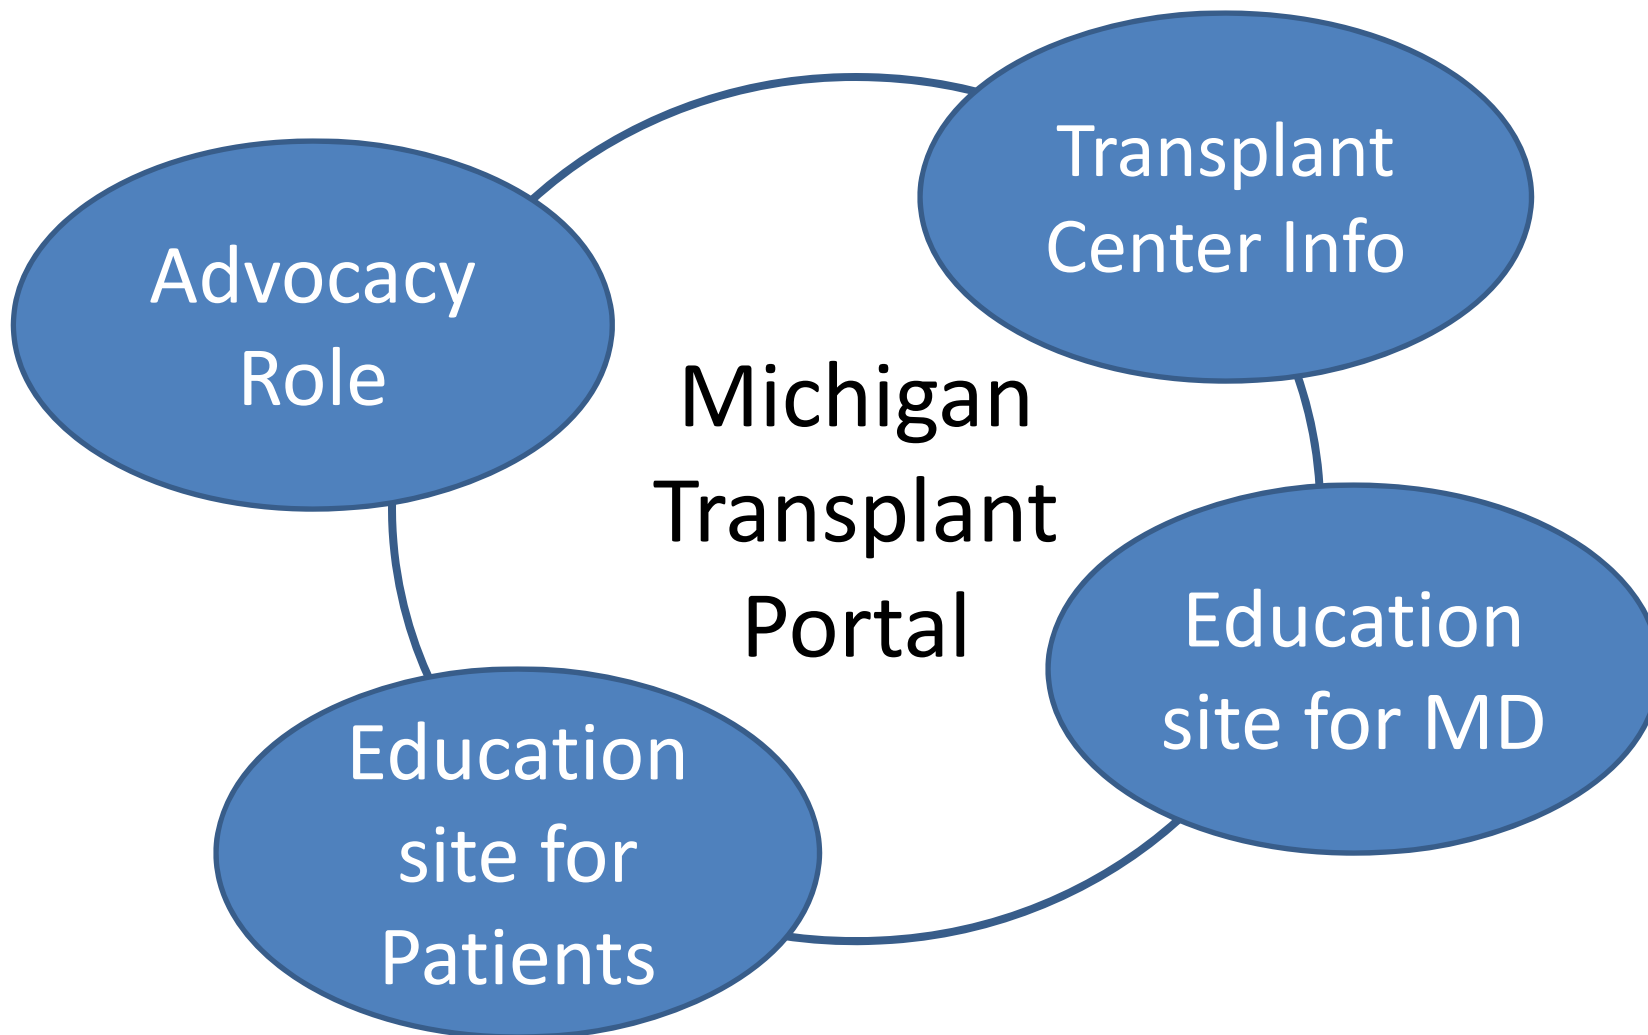 Transplant
Center Info
Advocacy
Role
Michigan
Transplant
Portal
Education
site for MD
Education
site for
Patients